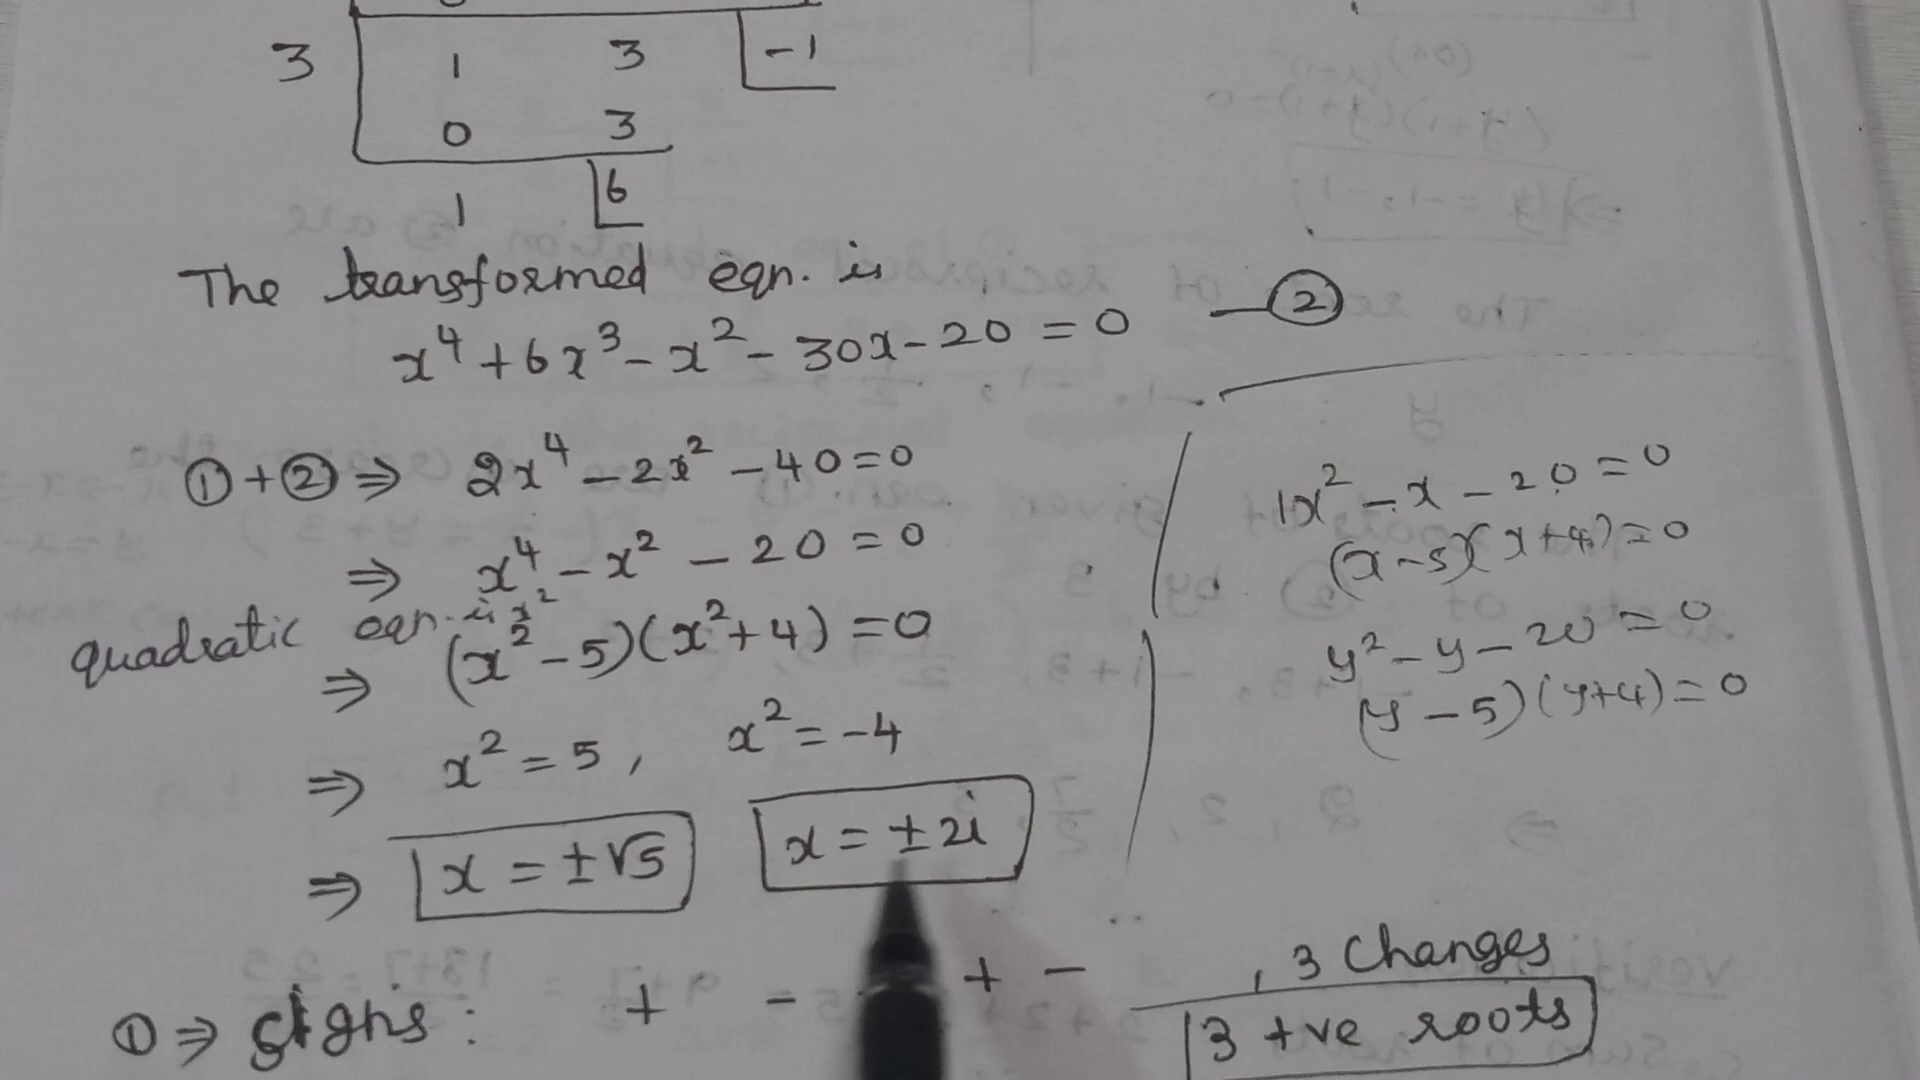 3 1 3 -1
0 3
1 6
The transformed eqn. is
x⁴ + 6x³ - x² - 30x - 20 = 0 — ②
① + ② ⇒ 2x⁴ - 2x² - 40 = 0
⇒ x⁴ - x² - 20 = 0
quadratic eqn. is x²
⇒ (x² - 5)(x² + 4) = 0
⇒ x² = 5, x² = -4
⇒ x = ±√5 x = ±2i
1x² - x - 20 = 0
(x - 5)(x + 4) = 0
y² - y - 20 = 0
(y - 5)(y + 4) = 0
① ⇒ signs: + - + - , 3 changes
3 +ve roots